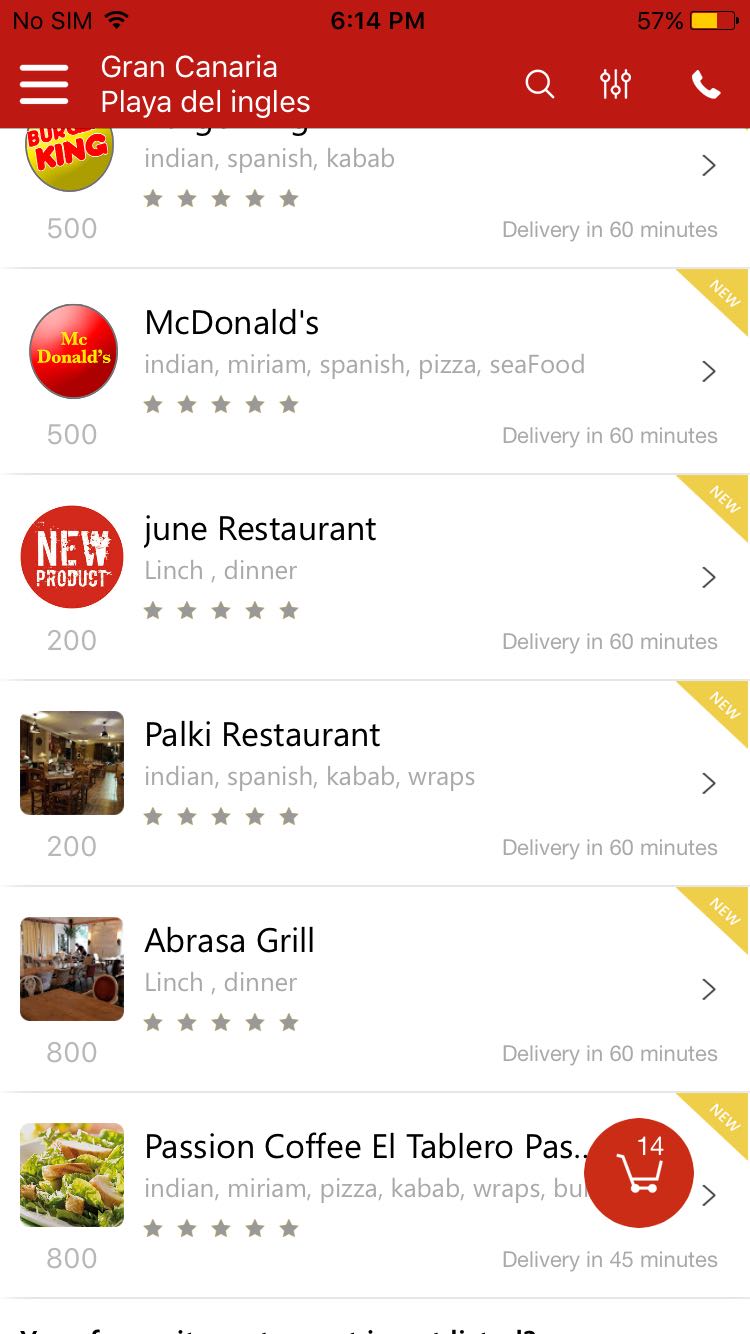 No SIM 6:14 PM 57%
Gran Canaria
Playa del ingles
BURGER
KING
indian, spanish, kabab
500
Delivery in 60 minutes
NEW
McDonald's
Mc
Donald's
indian, miriam, spanish, pizza, seaFood
500
Delivery in 60 minutes
NEW
june Restaurant
NEW
PRODUCT
Linch , dinner
200
Delivery in 60 minutes
NEW
Palki Restaurant
indian, spanish, kabab, wraps
200
Delivery in 60 minutes
NEW
Abrasa Grill
Linch , dinner
800
Delivery in 60 minutes
NEW
Passion Coffee El Tablero Pas...
14
indian, miriam, pizza, kabab, wraps,
800
Delivery in 45 minutes